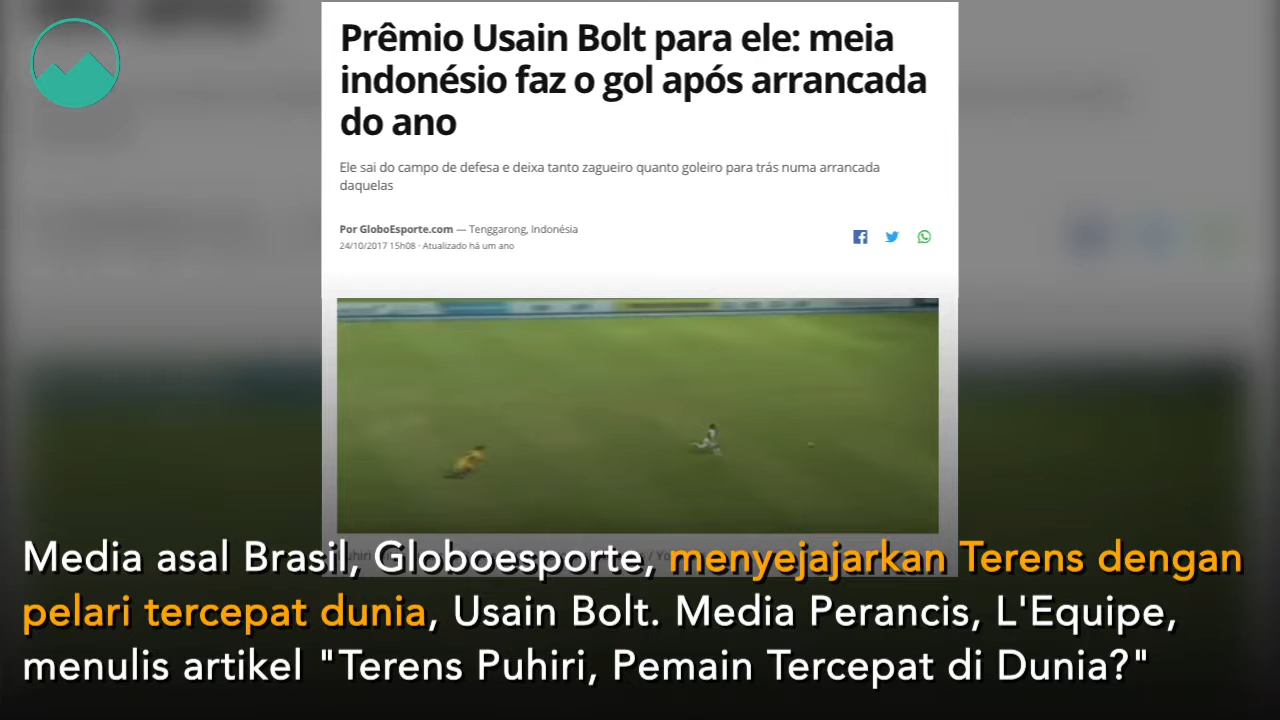 Prêmio Usain Bolt para ele: meia
indonésio faz o gol após arrancada
do ano
Ele sai do campo de defesa e deixa tanto zagueiro quanto goleiro para trás numa arrancada
daquelas
Por GloboEsporte.com — Tenggarong, Indonésia
24/10/2017 15h08 · Atualizado há um ano
Media asal Brasil, Globoesporte, menyejajarkan Terens dengan
pelari tercepat dunia, Usain Bolt. Media Perancis, L'Equipe,
menulis artikel "Terens Puhiri, Pemain Tercepat di Dunia?"